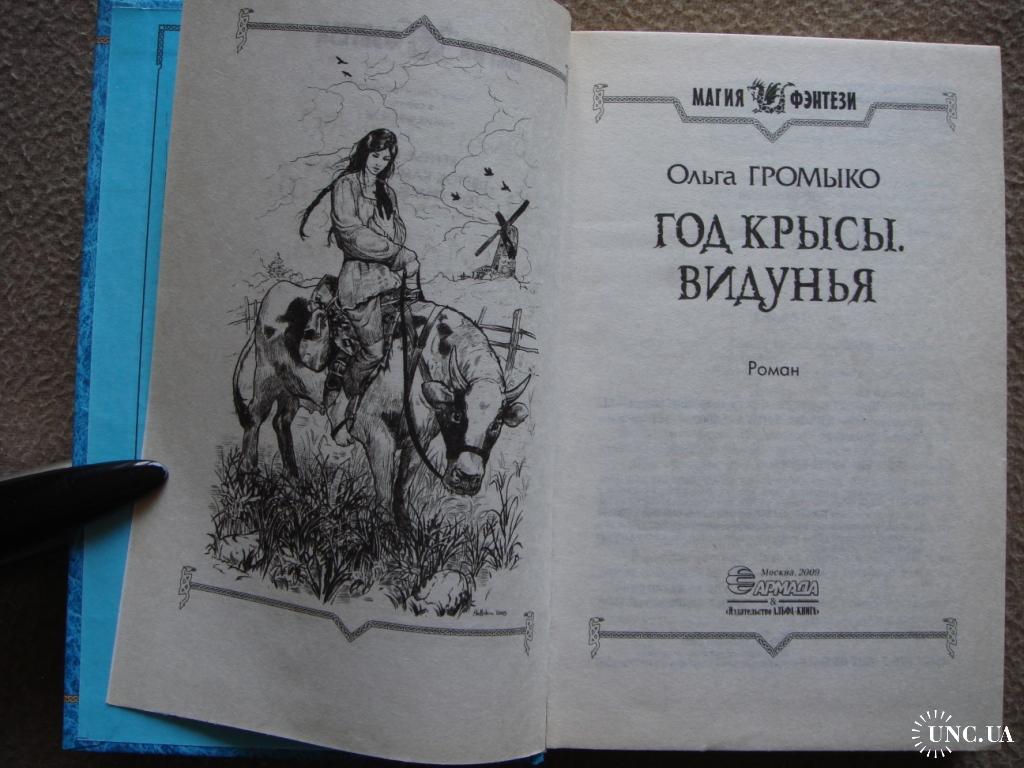 МАГИЯ ФЭНТЕЗИ
Ольга ГРОМЫКО
ГОД КРЫСЫ.
ВИДУНЬЯ
Роман
Москва, 2009
АРМАДА
&
«Издательство АЛЬФА-КНИГА»
UNC.UA